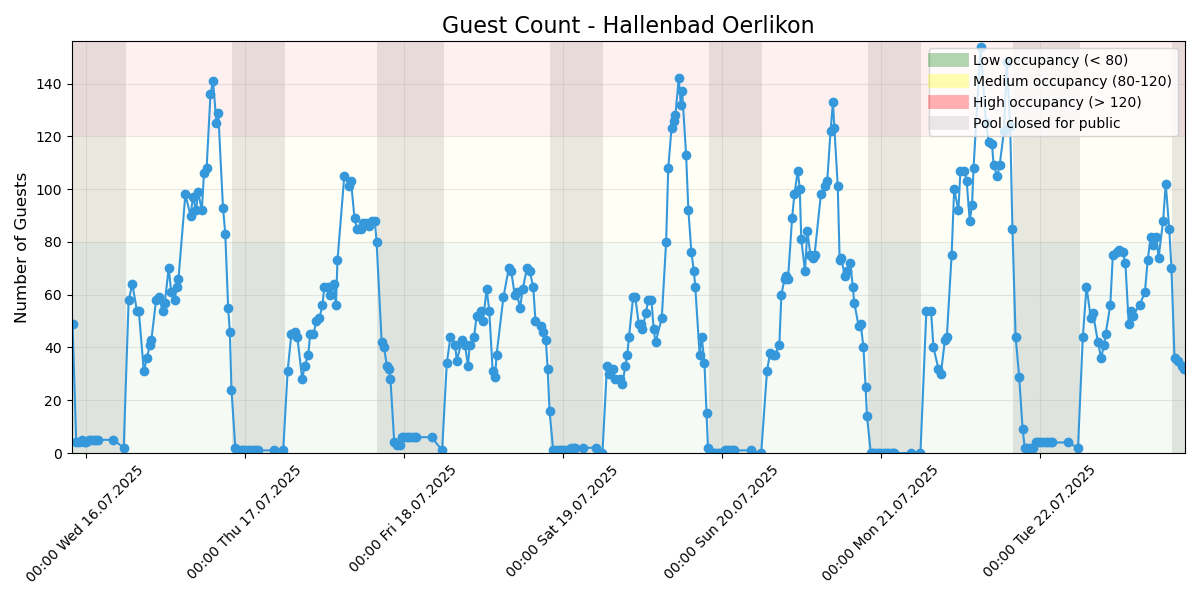 Guest Count - Hallenbad Oerlikon
Number of Guests
140
120
100
80
60
40
20
0
Low occupancy (< 80)
Medium occupancy (80-120)
High occupancy (> 120)
Pool closed for public
00:00 Wed 16.07.2025
00:00 Thu 17.07.2025
00:00 Fri 18.07.2025
00:00 Sat 19.07.2025
00:00 Sun 20.07.2025
00:00 Mon 21.07.2025
00:00 Tue 22.07.2025